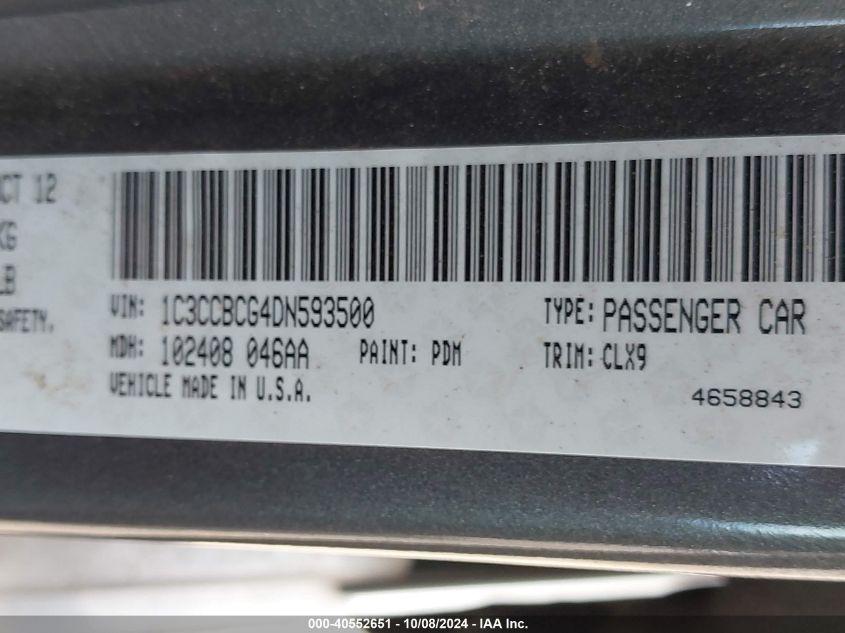 CT 12
KG
LB
SAFETY.
VIN: 1C3CCBCG4DN593500
TYPE: PASSENGER CAR
MDH: 102408 046AA
PAINT: PDM
TRIM: CLX9
VEHICLE MADE IN U.S.A.
4658843
000-40552651 - 10/08/2024 - IAA Inc.